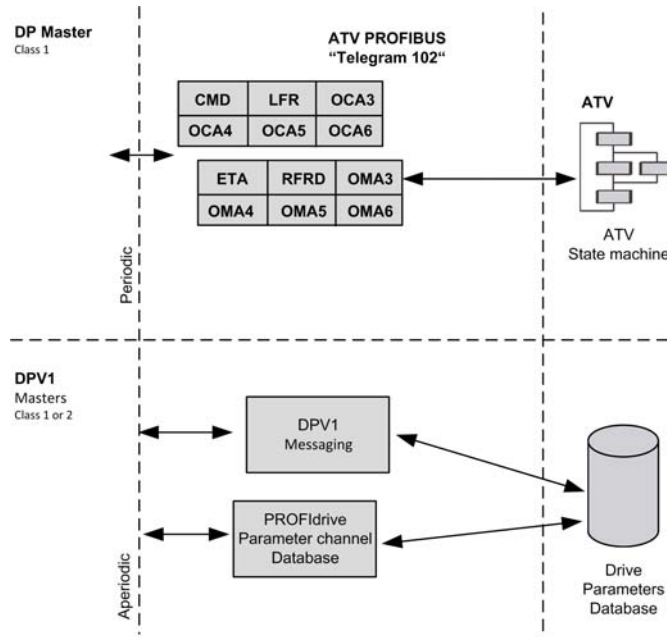 DP Master
Class 1
ATV PROFIBUS
“Telegram 102“
CMD LFR OCA3
OCA4 OCA5 OCA6
ETA RFRD OMA3
OMA4 OMA5 OMA6
ATV
ATV
State machine
Periodic
DPV1
Masters
Class 1 or 2
DPV1
Messaging
PROFIdrive
Parameter channel
Database
Drive
Parameters
Database
Aperiodic